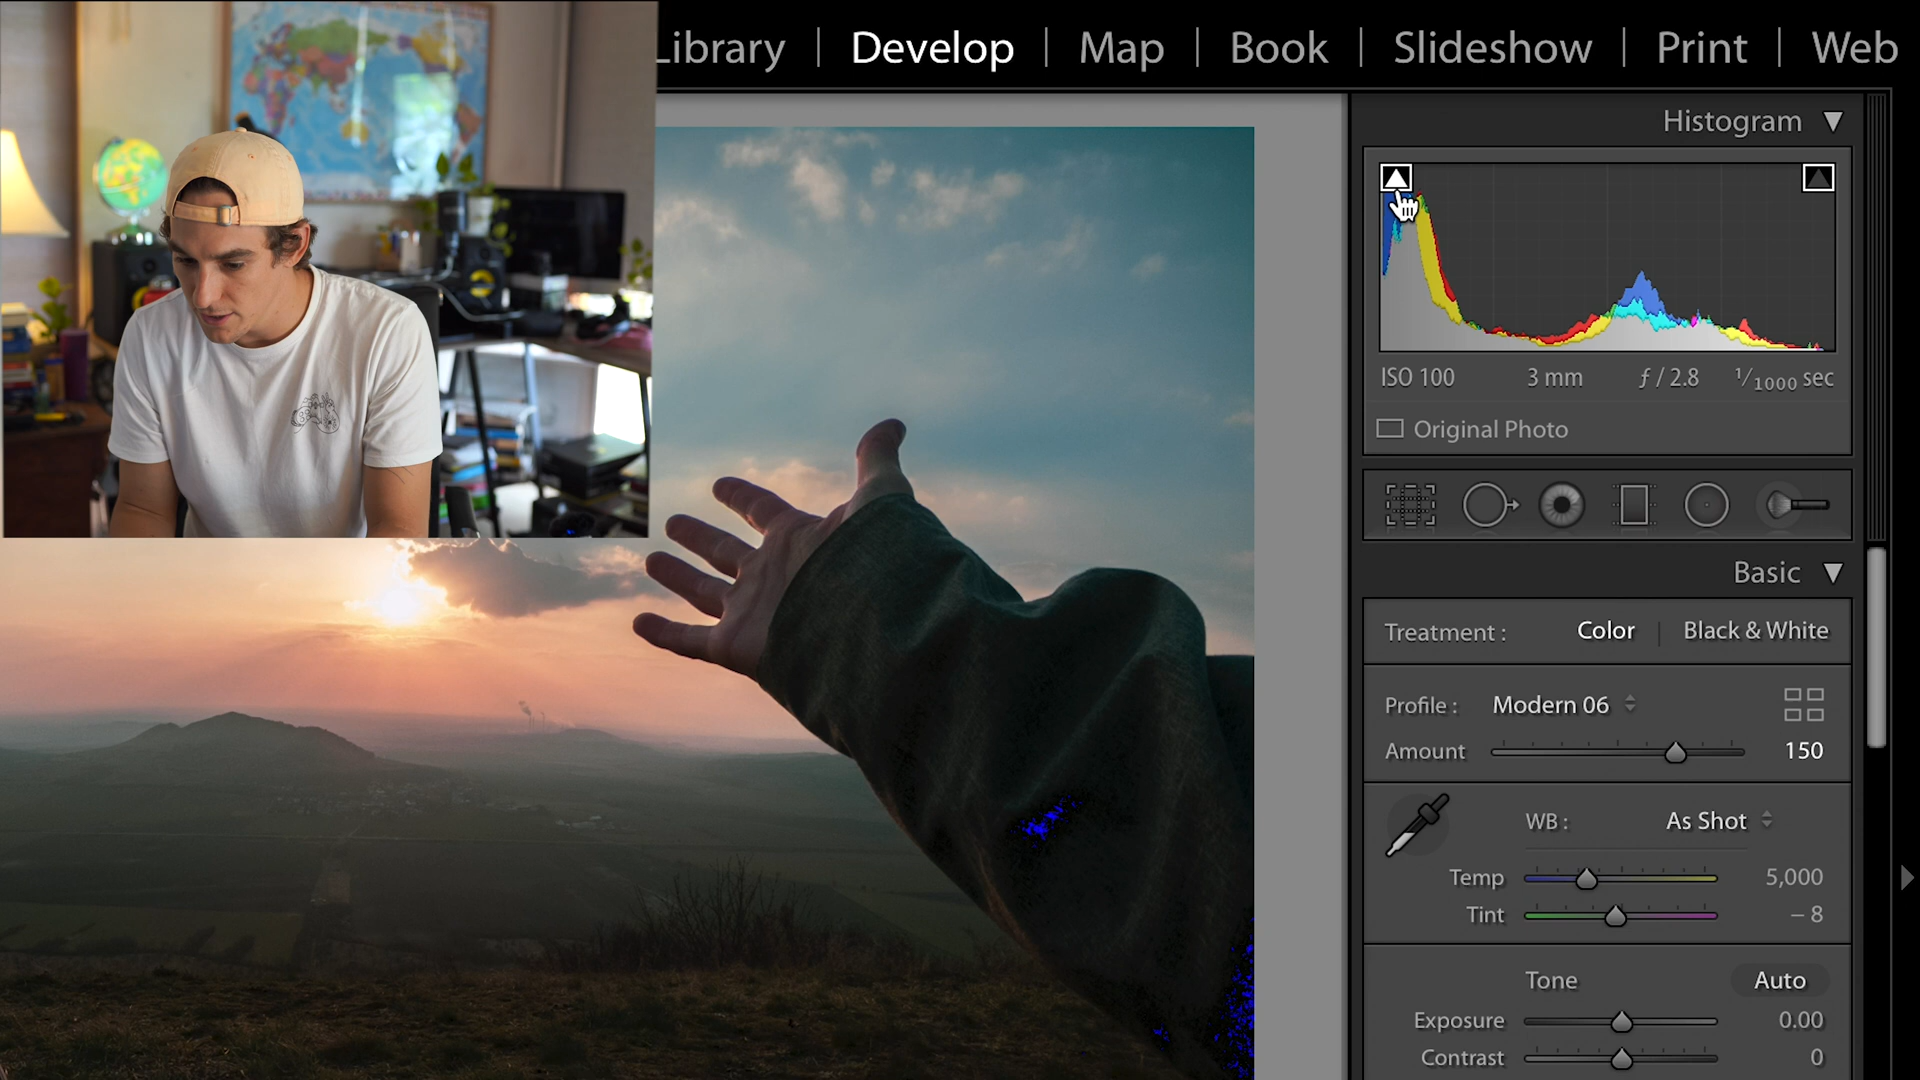 Library | Develop | Map | Book | Slideshow | Print | Web
Histogram
ISO 100 3 mm ƒ / 2.8 1/1000 sec
Original Photo
Basic
Treatment : Color | Black & White
Profile : Modern 06
Amount 150
WB : As Shot
Temp 5,000
Tint – 8
Tone Auto
Exposure 0.00
Contrast 0